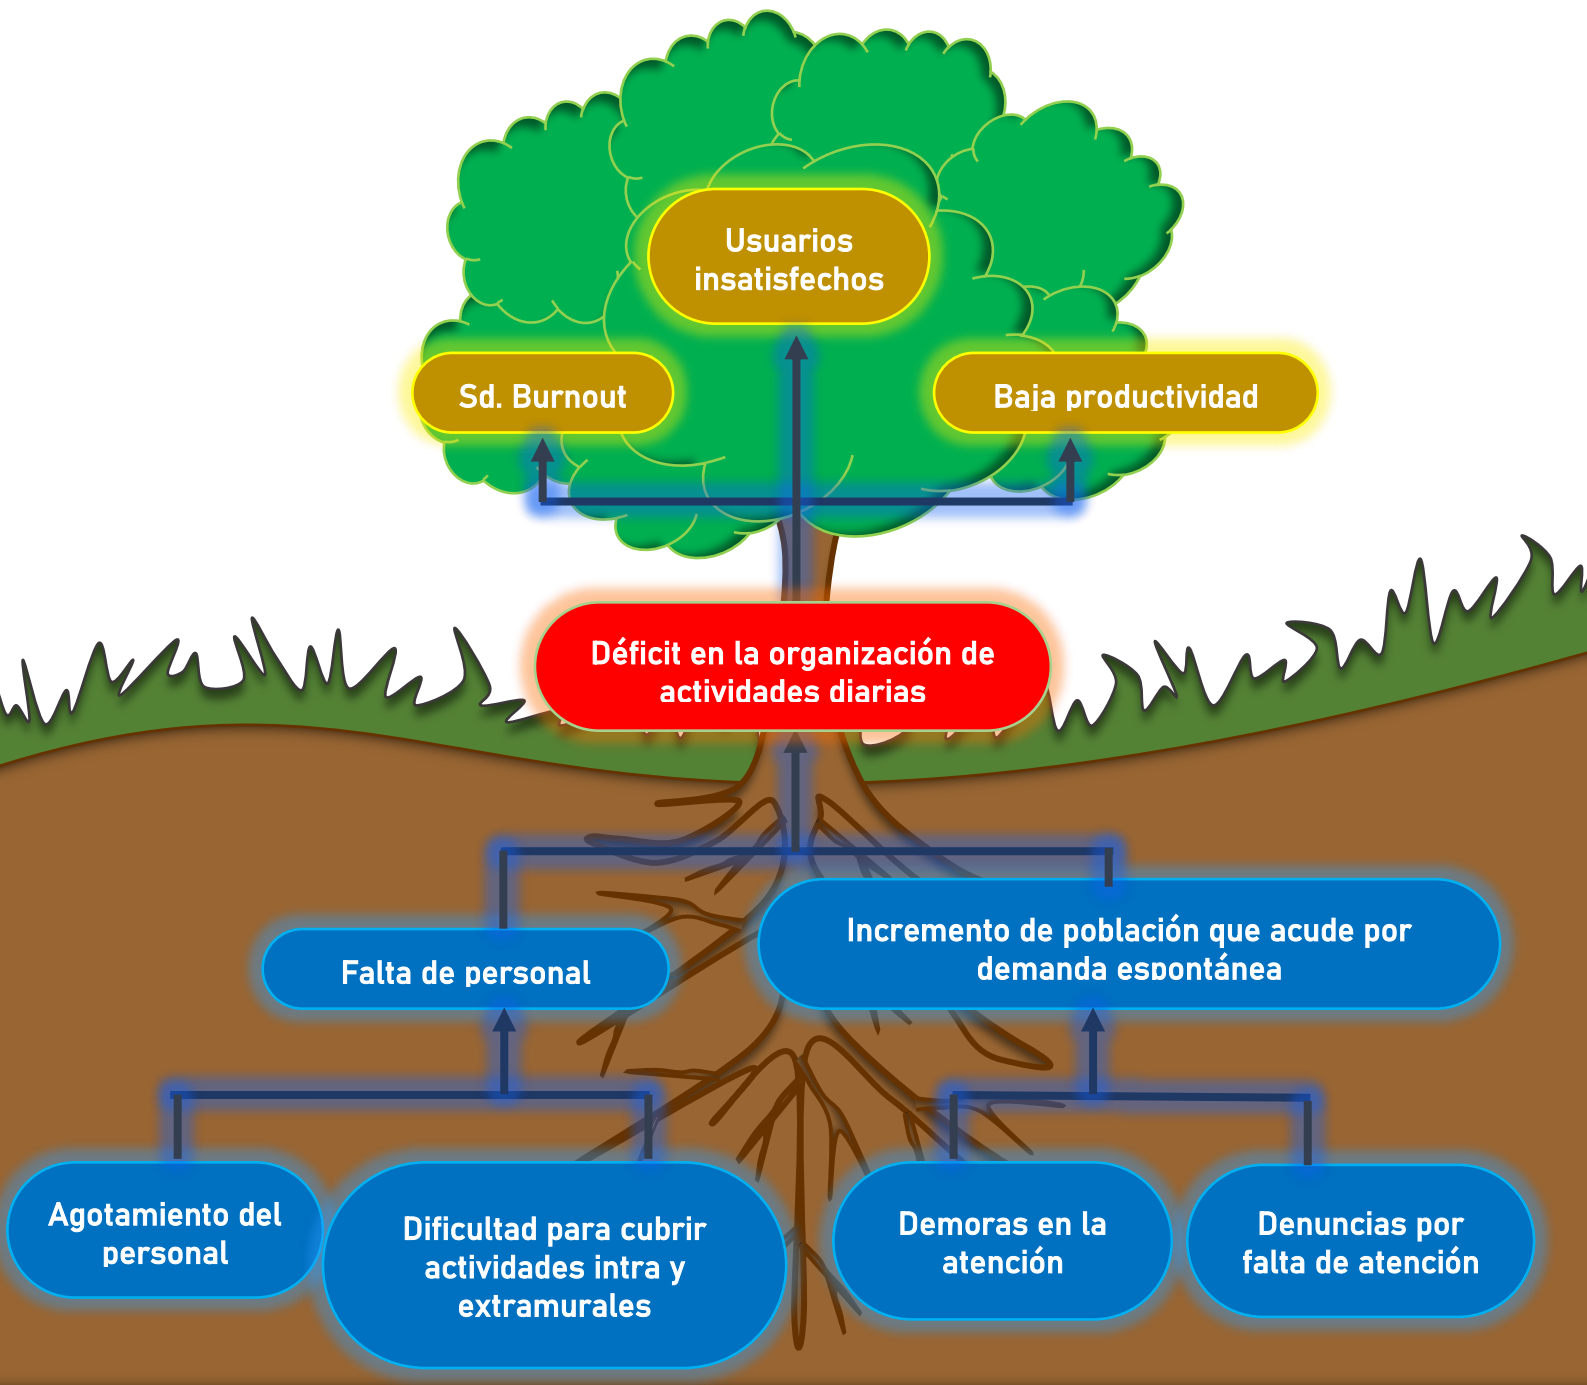 Usuarios
insatisfechos
Sd. Burnout
Baja productividad
Déficit en la organización de
actividades diarias
Falta de personal
Incremento de población que acude por
demanda espontánea
Agotamiento del
personal
Dificultad para cubrir
actividades intra y
extramurales
Demoras en la
atención
Denuncias por
falta de atención